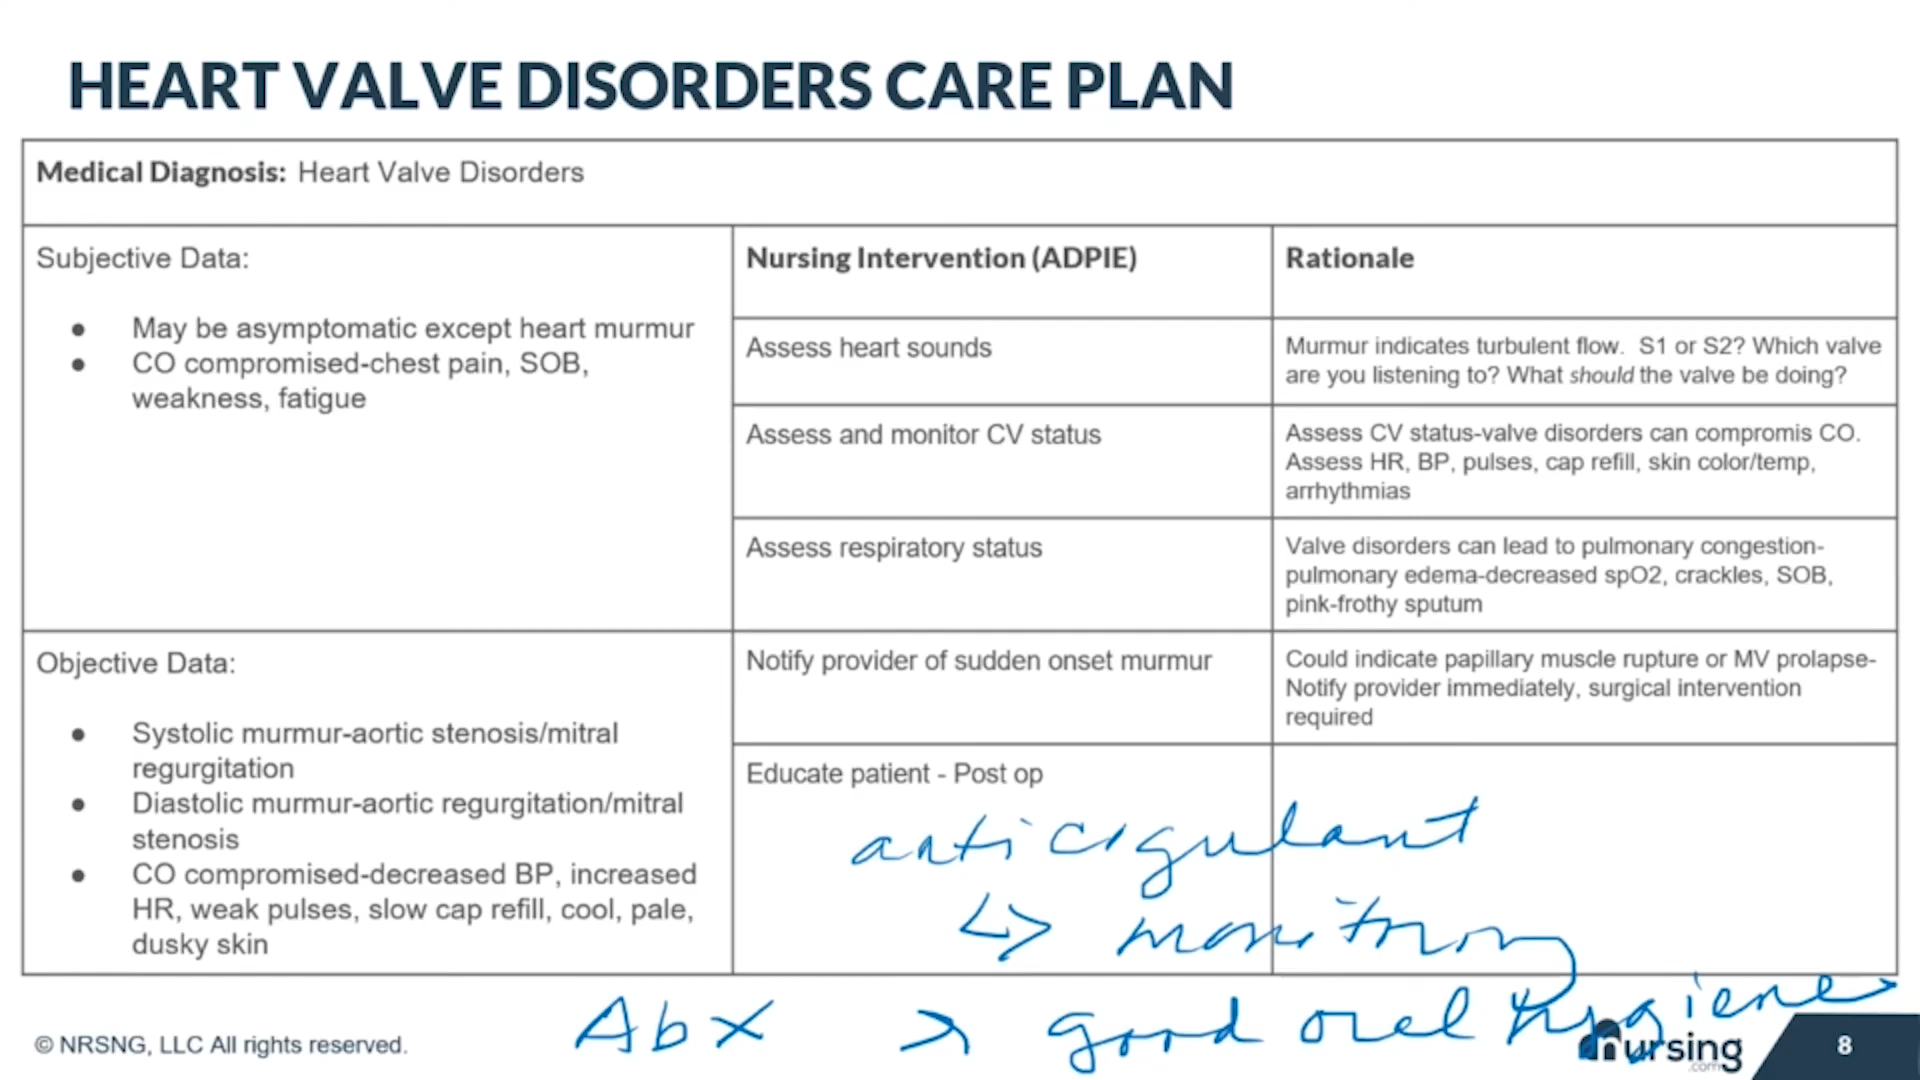 HEART VALVE DISORDERS CARE PLAN
Medical Diagnosis: Heart Valve Disorders
Subjective Data:
● May be asymptomatic except heart murmur
● CO compromised-chest pain, SOB,
weakness, fatigue
Nursing Intervention (ADPIE)
Rationale
Assess heart sounds
Murmur indicates turbulent flow. S1 or S2? Which valve
are you listening to? What should the valve be doing?
Assess and monitor CV status
Assess CV status-valve disorders can compromis CO.
Assess HR, BP, pulses, cap refill, skin color/temp,
arrhythmias
Assess respiratory status
Valve disorders can lead to pulmonary congestion-
pulmonary edema-decreased spO2, crackles, SOB,
pink-frothy sputum
Objective Data:
● Systolic murmur-aortic stenosis/mitral
regurgitation
● Diastolic murmur-aortic regurgitation/mitral
stenosis
● CO compromised-decreased BP, increased
HR, weak pulses, slow cap refill, cool, pale,
dusky skin
Notify provider of sudden onset murmur
Could indicate papillary muscle rupture or MV prolapse-
Notify provider immediately, surgical intervention
required
Educate patient - Post op
anticogulant
↳ monitoring
Abx → good oral hygiene
© NRSNG, LLC All rights reserved.
nursing
.com
8